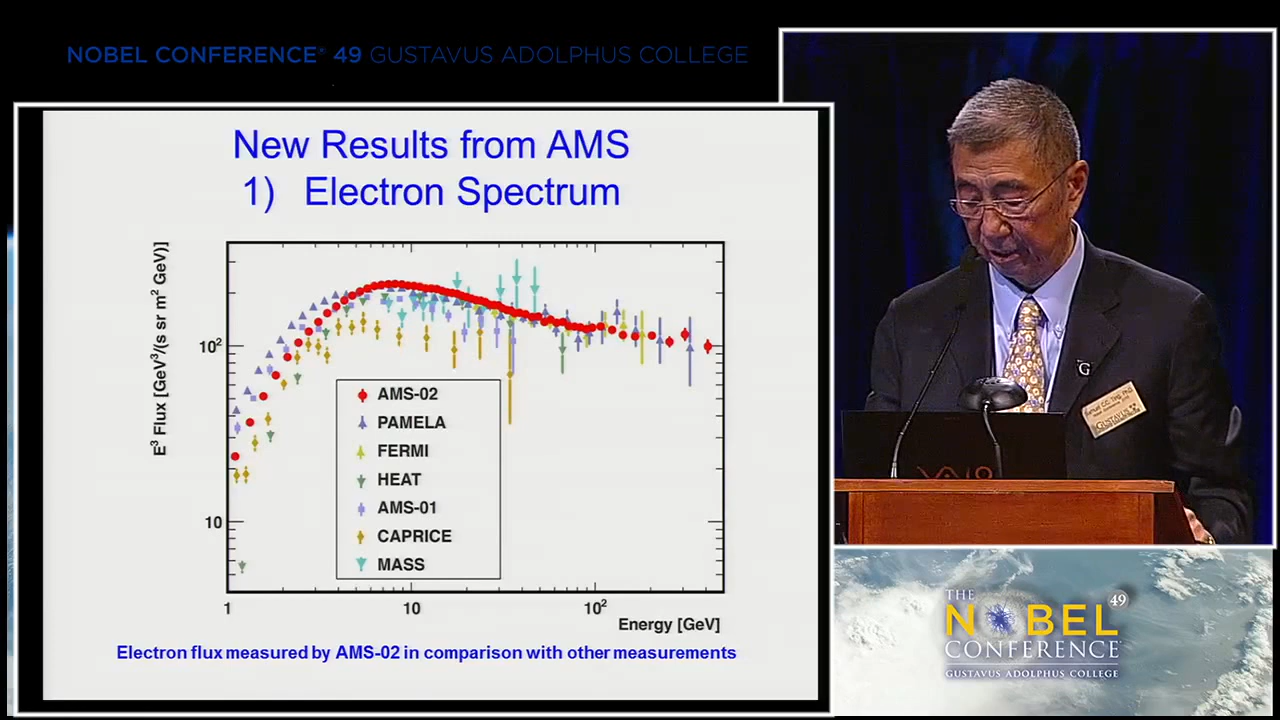 NOBEL CONFERENCE® 49 GUSTAVUS ADOLPHUS COLLEGE
New Results from AMS
1) Electron Spectrum
E³ Flux [GeV³/(s sr m² GeV)]
10²
10
AMS-02
PAMELA
FERMI
HEAT
AMS-01
CAPRICE
MASS
1
10
10²
Energy [GeV]
Electron flux measured by AMS-02 in comparison with other measurements
G
GUSTAVUS
VAIO
THE
NOBEL 49
CONFERENCE
GUSTAVUS ADOLPHUS COLLEGE